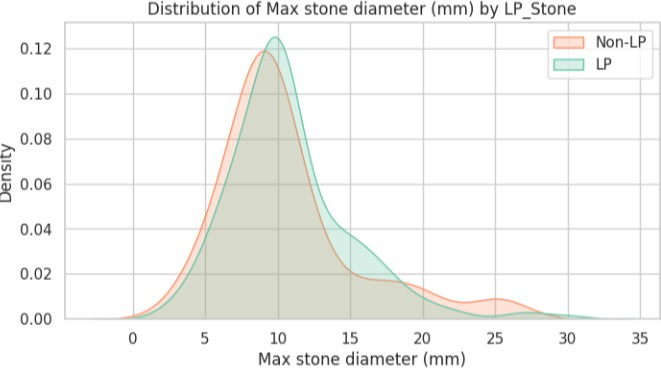 Distribution of Max stone diameter (mm) by LP_Stone
Non-LP
LP
0.12
0.10
0.08
0.06
0.04
0.02
0.00
Density
0 5 10 15 20 25 30 35
Max stone diameter (mm)